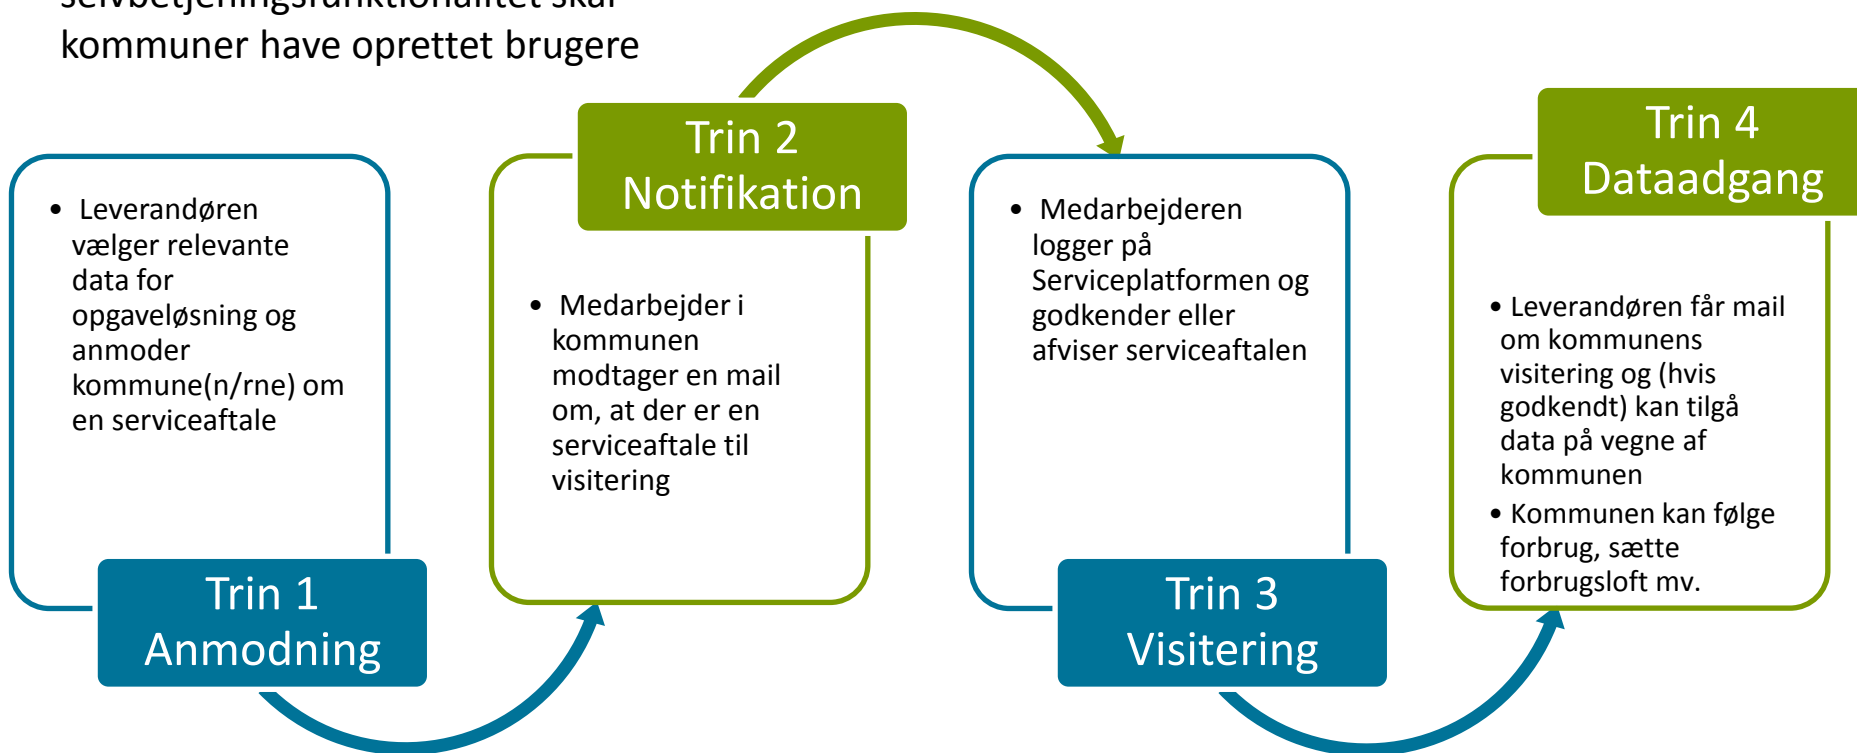 selvbetjeningsfunktionalitet skal
kommuner have oprettet brugere
• Leverandøren
vælger relevante
data for
opgaveløsning og
anmoder
kommune(n/rne) om
en serviceaftale
Trin 1
Anmodning
Trin 2
Notifikation
• Medarbejder i
kommunen
modtager en mail
om, at der er en
serviceaftale til
visitering
• Medarbejderen
logger på
Serviceplatformen og
godkender eller
afviser serviceaftalen
Trin 3
Visitering
Trin 4
Dataadgang
• Leverandøren får mail
om kommunens
visitering og (hvis
godkendt) kan tilgå
data på vegne af
kommunen
• Kommunen kan følge
forbrug, sætte
forbrugsloft mv.